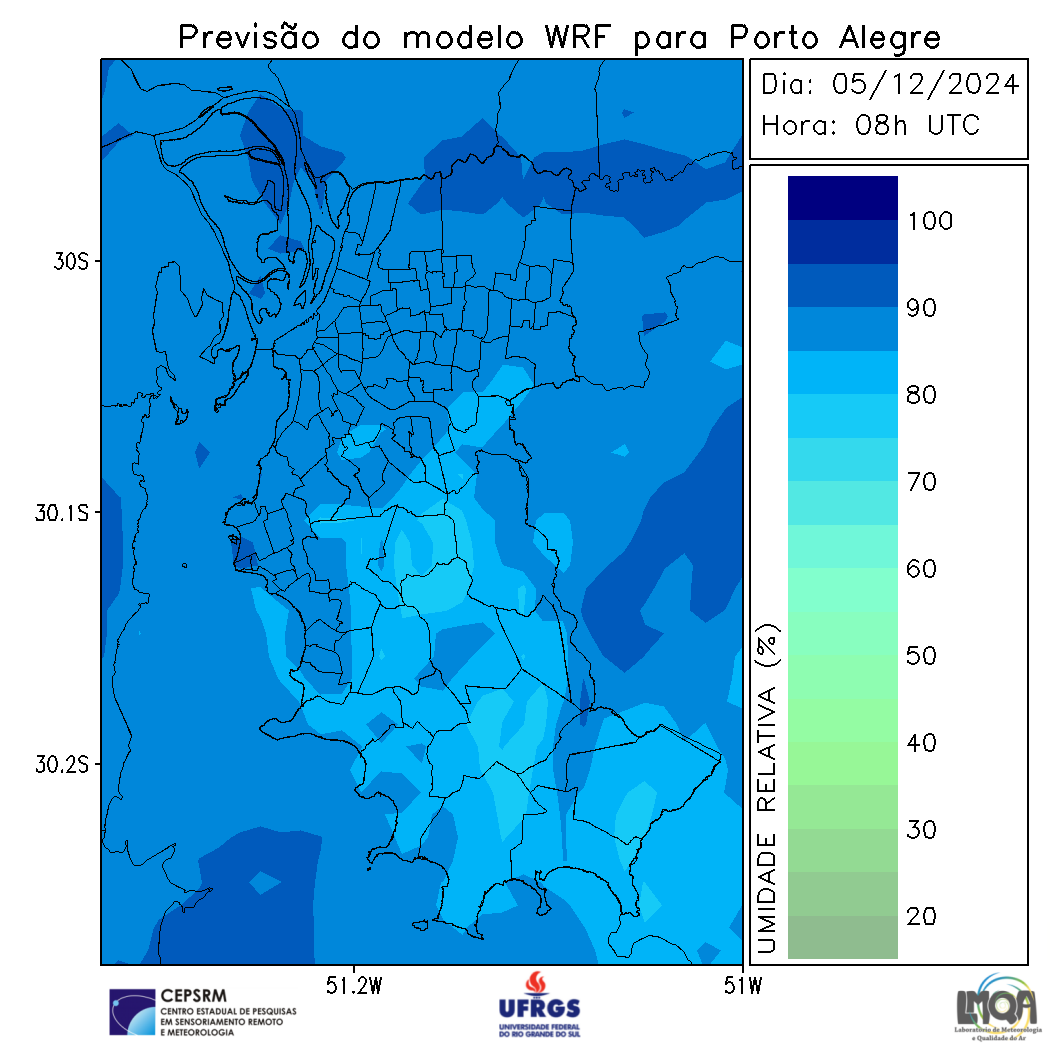 Previsão do modelo WRF para Porto Alegre
Dia: 05/12/2024
Hora: 08h UTC
30S
30.1S
30.2S
51.2W
51W
UMIDADE RELATIVA (%)
100
90
80
70
60
50
40
30
20
CEPSRM
CENTRO ESTADUAL DE PESQUISAS
EM SENSORIAMENTO REMOTO
E METEOROLOGIA
UFRGS
UNIVERSIDADE FEDERAL
DO RIO GRANDE DO SUL
LMQA
Laboratório de Meteorologia
e Qualidade do Ar